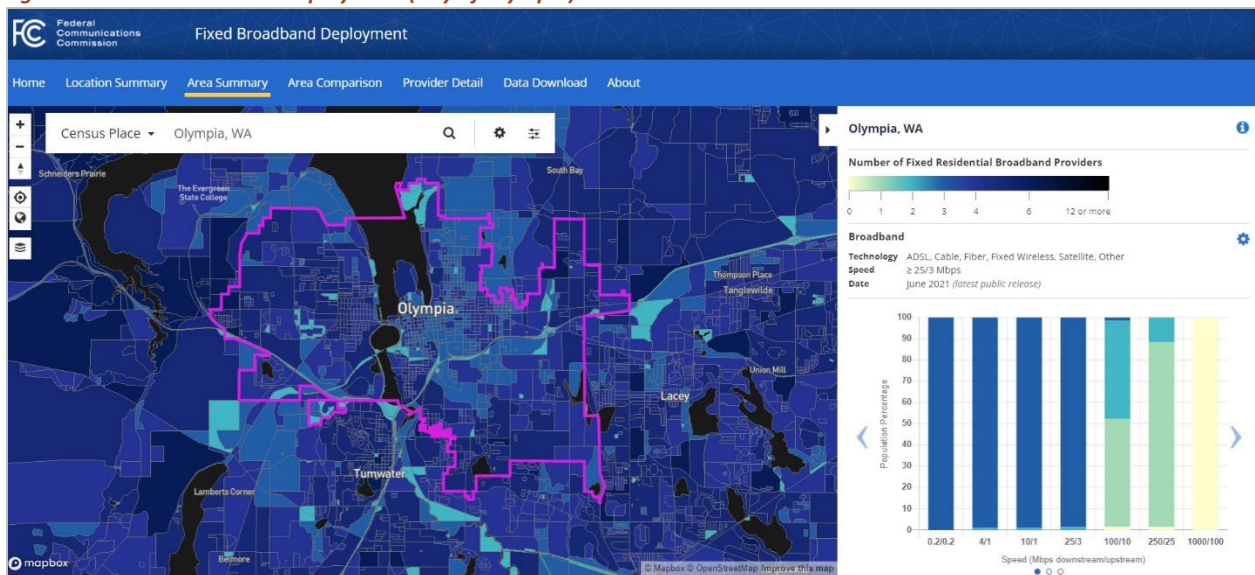 Federal
Communications
Commission
FCC
Fixed Broadband Deployment
Home Location Summary Area Summary Area Comparison Provider Detail Data Download About
Census Place Olympia, WA
Schneiders Prairie
The Evergreen
State College
South Bay
Thompson Place
Tanglewilde
Olympia
Union Mill
Lacey
Tumwater
Lamberts Corner
Belmore
mapbox
© Mapbox © OpenStreetMap Improve this map
Olympia, WA
Number of Fixed Residential Broadband Providers
0 1 2 3 4 6 12 or more
Broadband
Technology ADSL, Cable, Fiber, Fixed Wireless, Satellite, Other
Speed ≥ 25/3 Mbps
Date June 2021 (latest public release)
Population Percentage
100
90
80
70
60
50
40
30
20
10
0
0.2/0.2 4/1 10/1 25/3 100/10 250/25 1000/100
Speed (Mbps downstream/upstream)